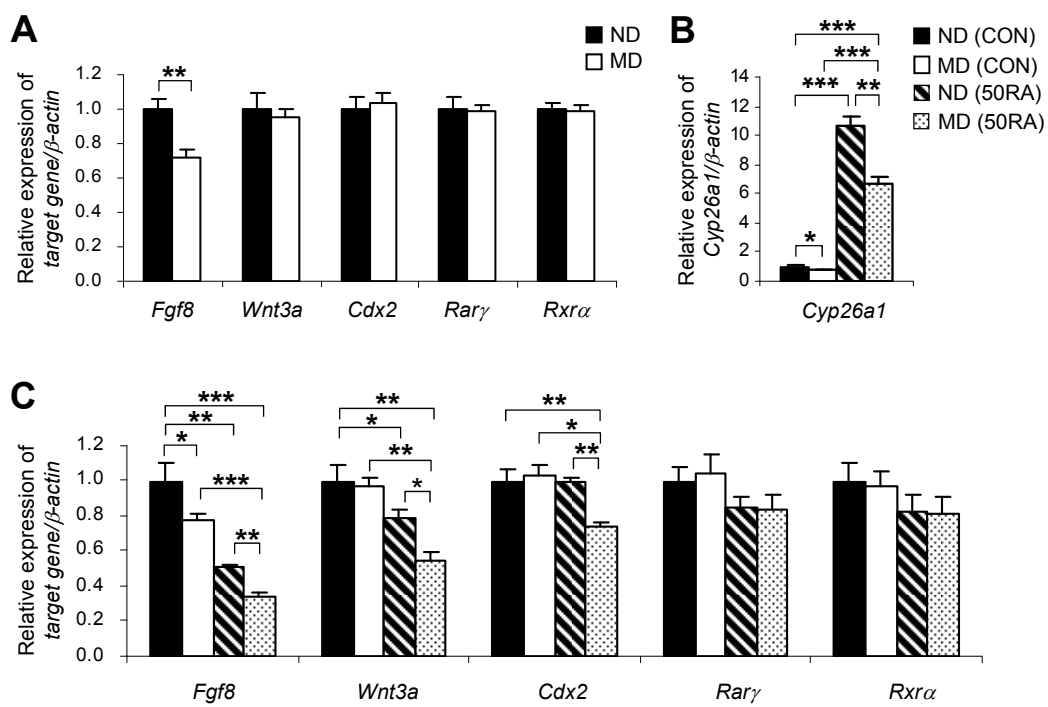 A
ND
MD
Relative expression of
target gene/β-actin
1.2
1.0
0.8
0.6
0.4
0.2
0.0
**
Fgf8 Wnt3a Cdx2 Rarγ Rxrα
B
ND (CON)
MD (CON)
ND (50RA)
MD (50RA)
Relative expression of
Cyp26a1/β-actin
14
12
10
8
6
4
2
0
***
***
***
**
*
Cyp26a1
C
Relative expression of
target gene/β-actin
1.2
1.0
0.8
0.6
0.4
0.2
0.0
***
**
*
***
**
**
*
**
*
**
*
**
Fgf8 Wnt3a Cdx2 Rarγ Rxrα